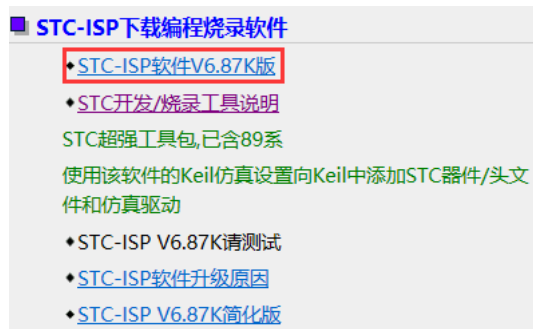 STC-ISP下载编程烧录软件
STC-ISP软件V6.87K版
STC开发/烧录工具说明
STC超强工具包,已含89系
使用该软件的Keil仿真设置向Keil中添加STC器件/头文
件和仿真驱动
STC-ISP V6.87K请测试
STC-ISP软件升级原因
STC-ISP V6.87K简化版